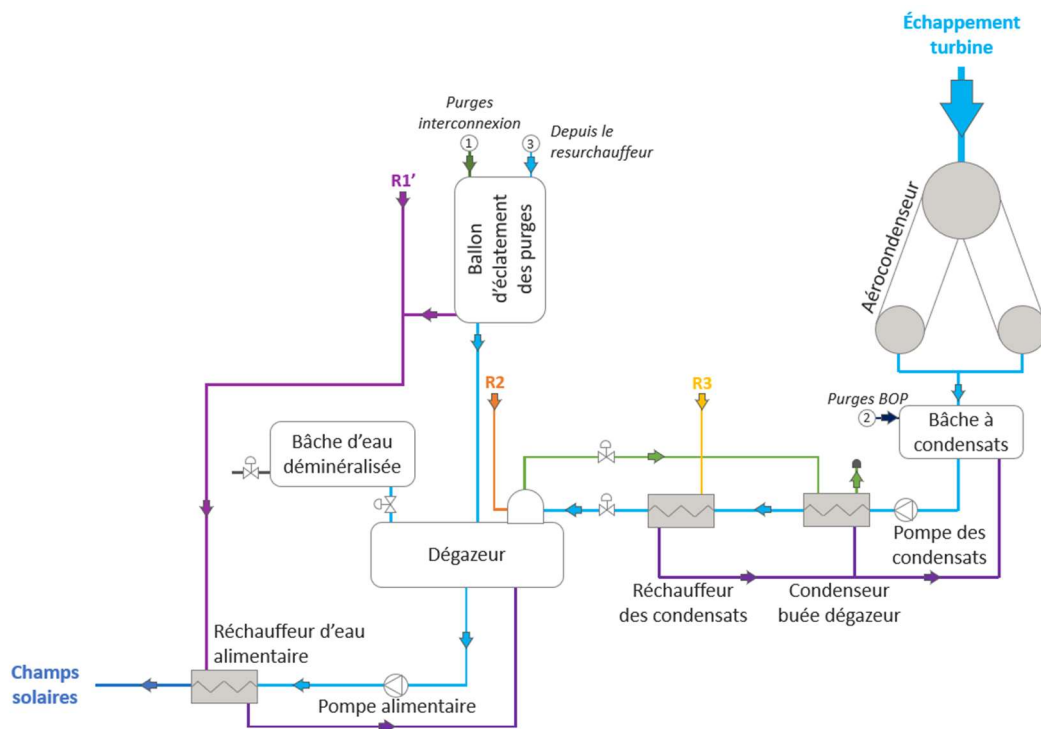 Échappement
turbine
Purges
interconnexion
1
3
Depuis le
resurchauffeur
R1’
Ballon
d’éclatement
des purges
Aérocondenseur
R2
R3
Purges BOP
2
Bâche à
condensats
Bâche d’eau
déminéralisée
Dégazeur
Pompe des
condensats
Réchauffeur
des condensats
Condenseur
buée dégazeur
Réchauffeur d’eau
alimentaire
Champs
solaires
Pompe alimentaire